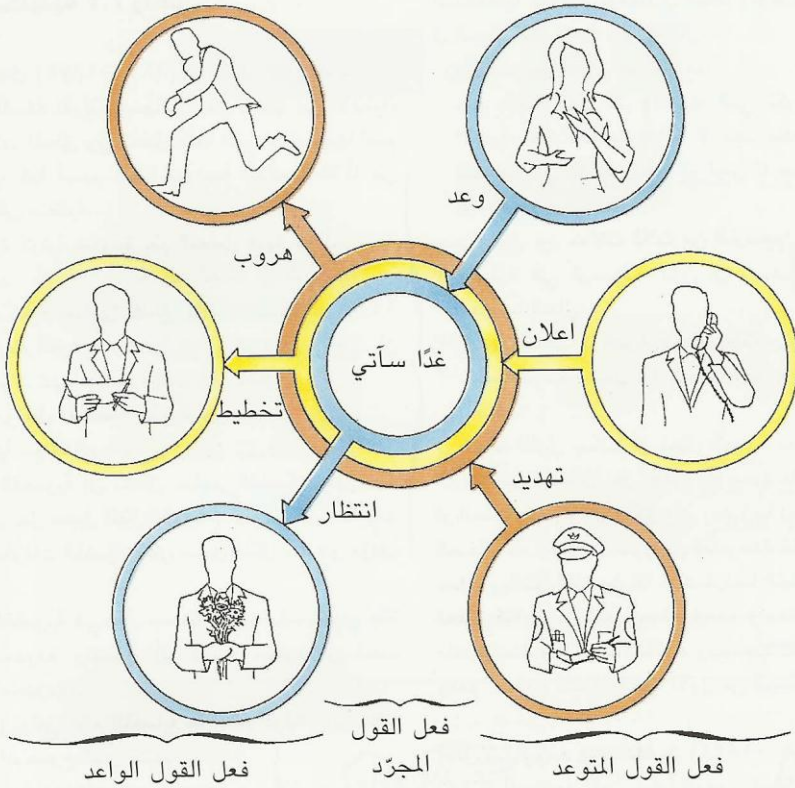 وعد
هروب
اعلان
غدًا سآتي
تخطيط
تهديد
انتظار
فعل القول المتوعد
فعل القول
المجرّد
فعل القول الواعد